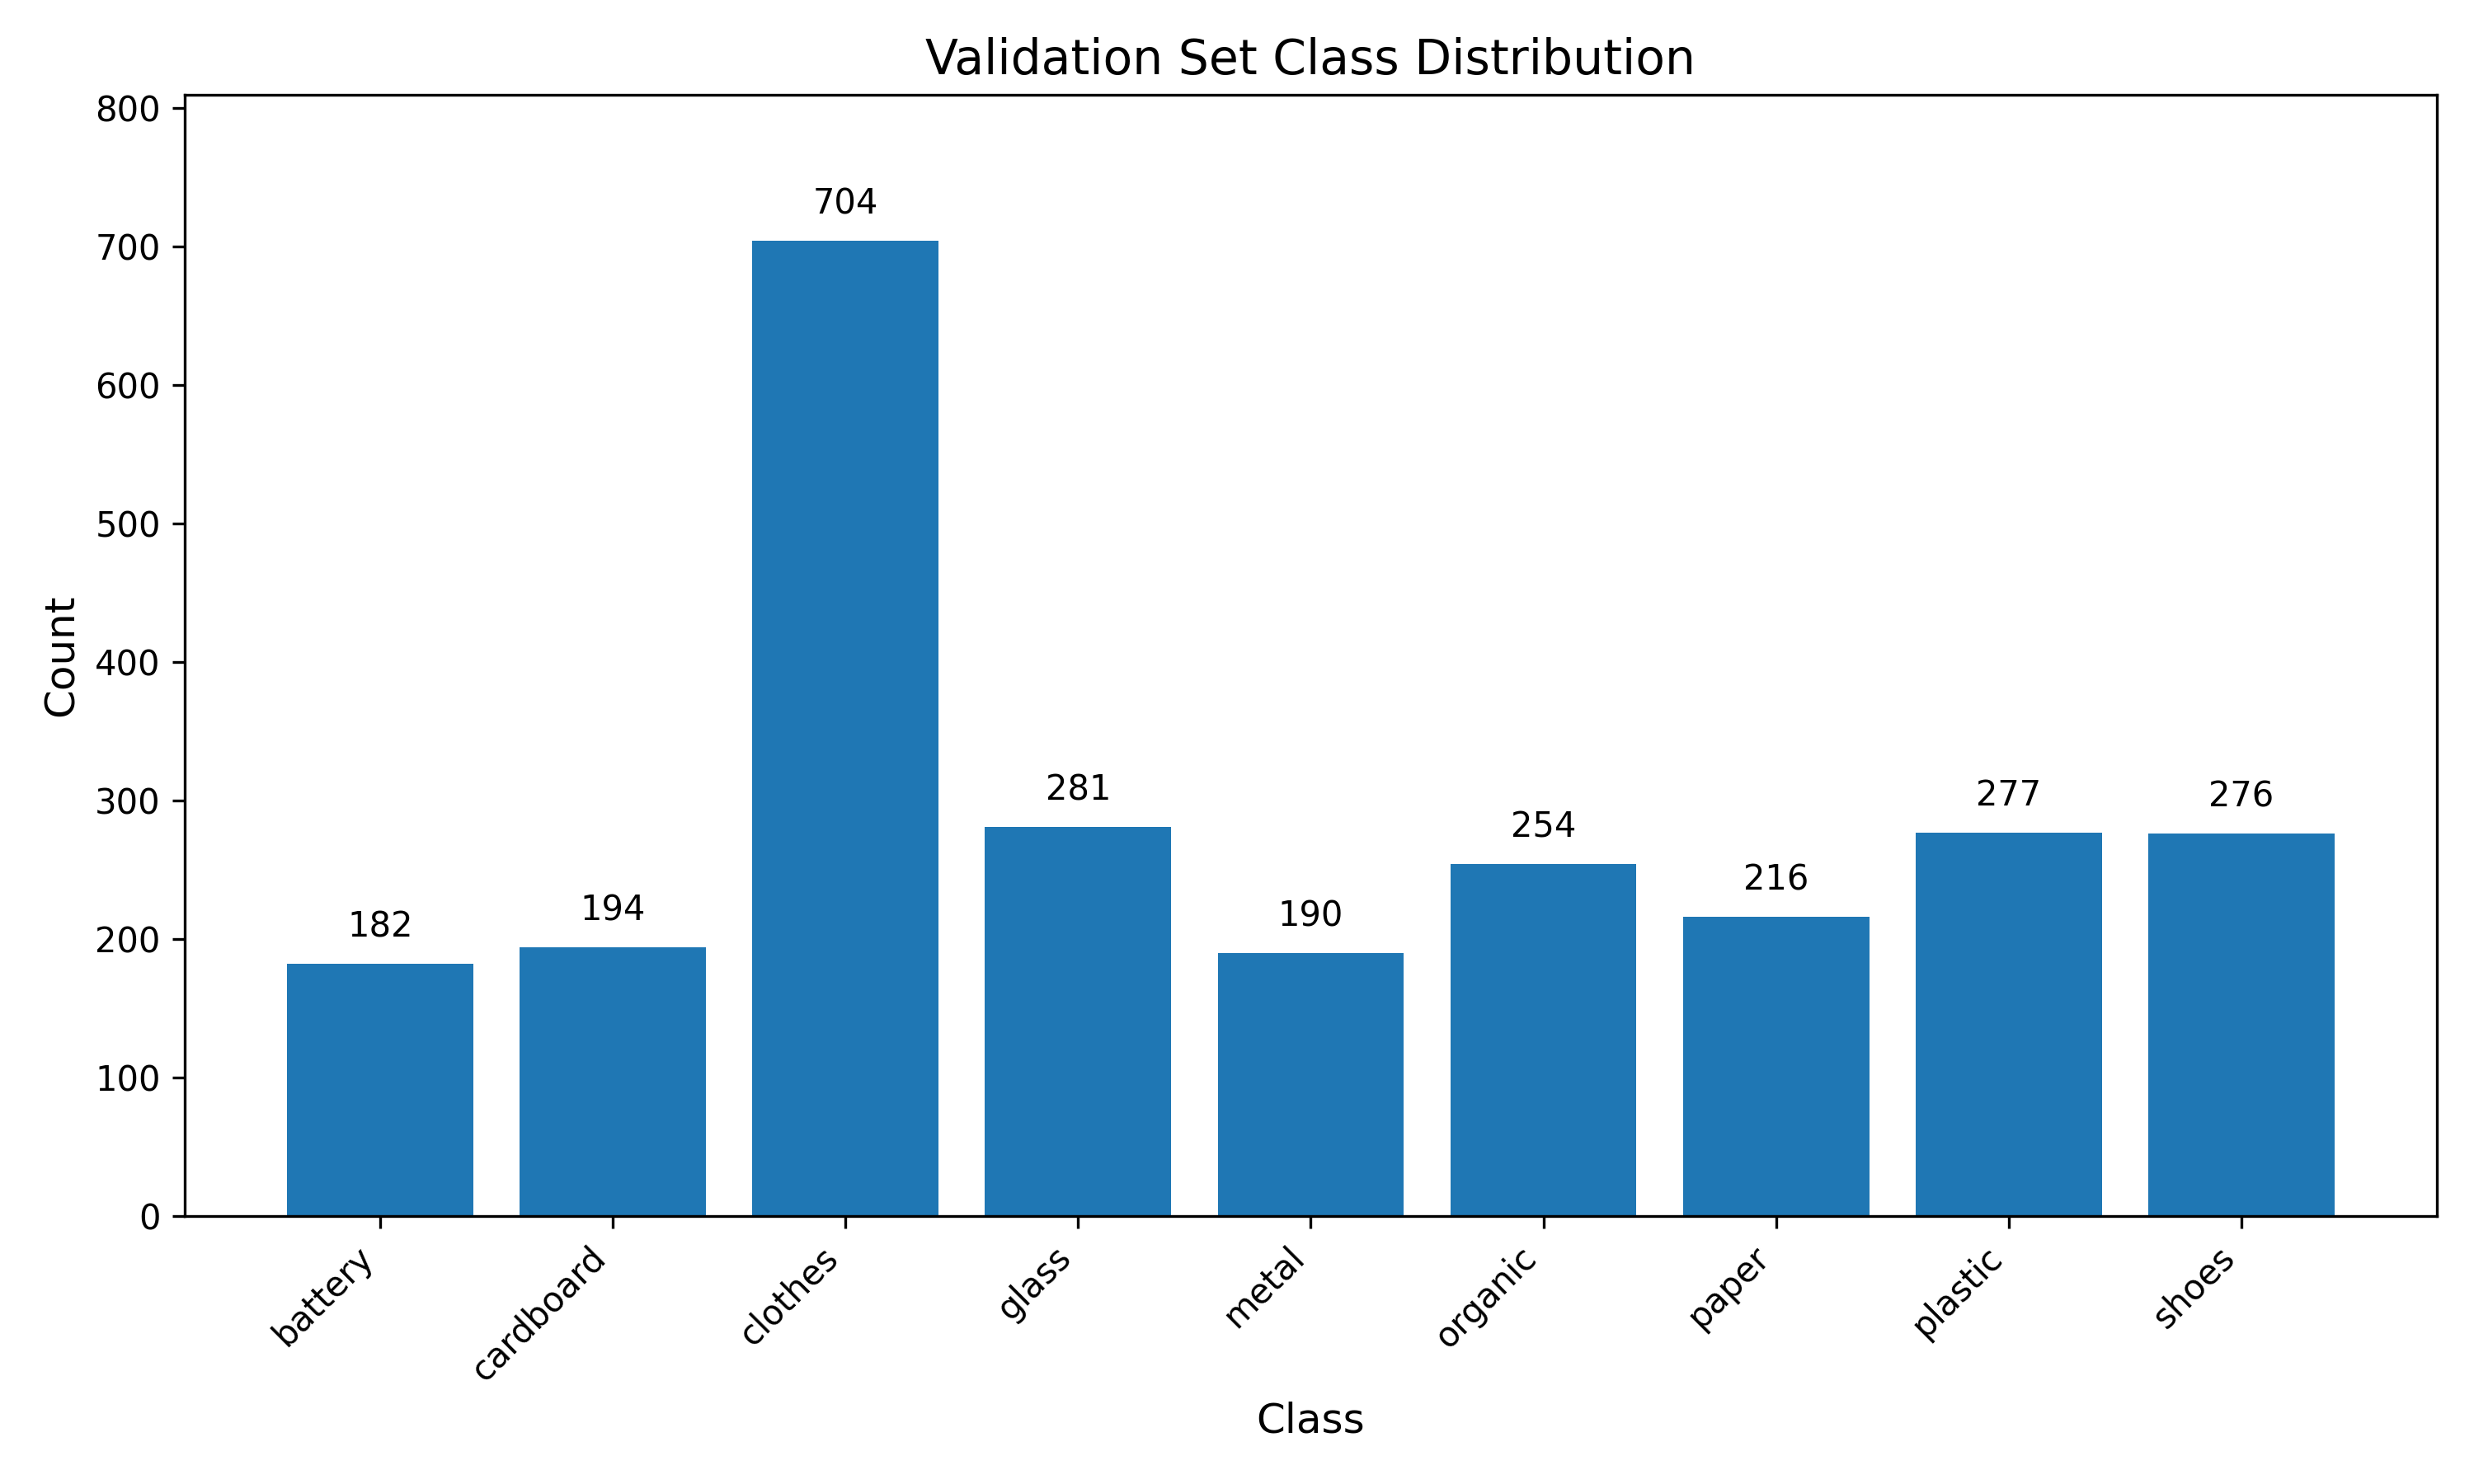 Validation Set Class Distribution
800
700
600
500
400
300
200
100
0
Count
182
194
704
281
190
254
216
277
276
battery
cardboard
clothes
glass
metal
organic
paper
plastic
shoes
Class